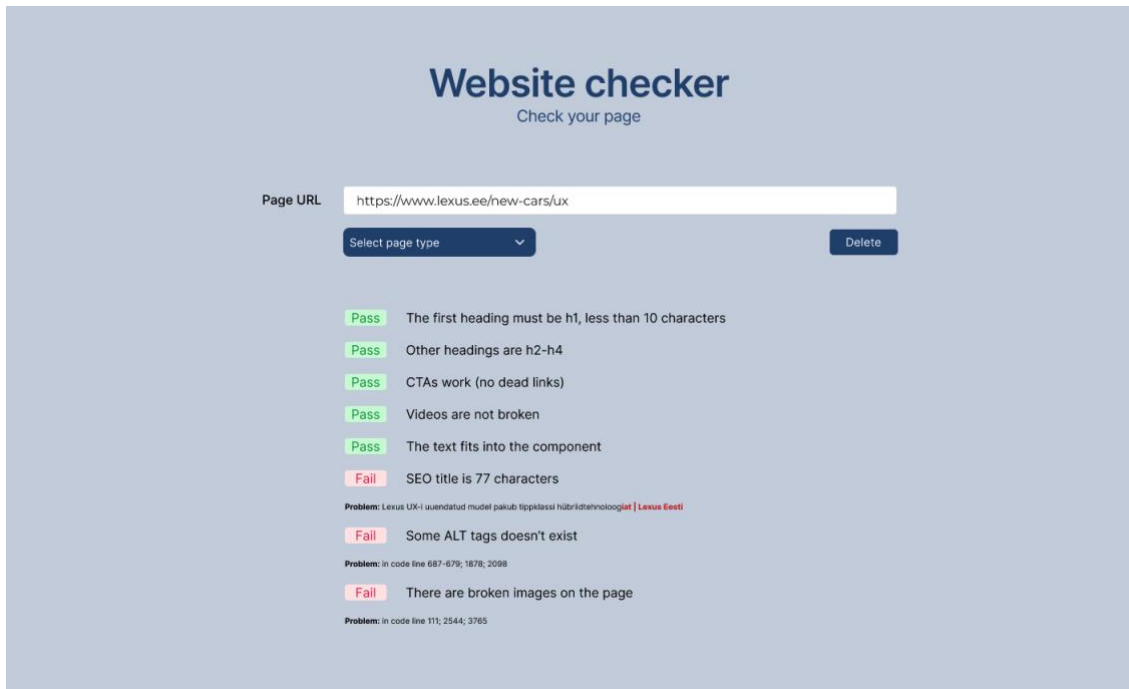 Website checker
Check your page
Page URL https://www.lexus.ee/new-cars/ux
Select page type Delete
Pass The first heading must be h1, less than 10 characters
Pass Other headings are h2-h4
Pass CTAs work (no dead links)
Pass Videos are not broken
Pass The text fits into the component
Fail SEO title is 77 characters
Problem: Lexus UX-i uuendatud mudel pakub tippklassi hübriidtehnoloogiat | Lexus Eesti
Fail Some ALT tags doesn't exist
Problem: in code line 687-679; 1878; 2098
Fail There are broken images on the page
Problem: in code line 111; 2544; 3765